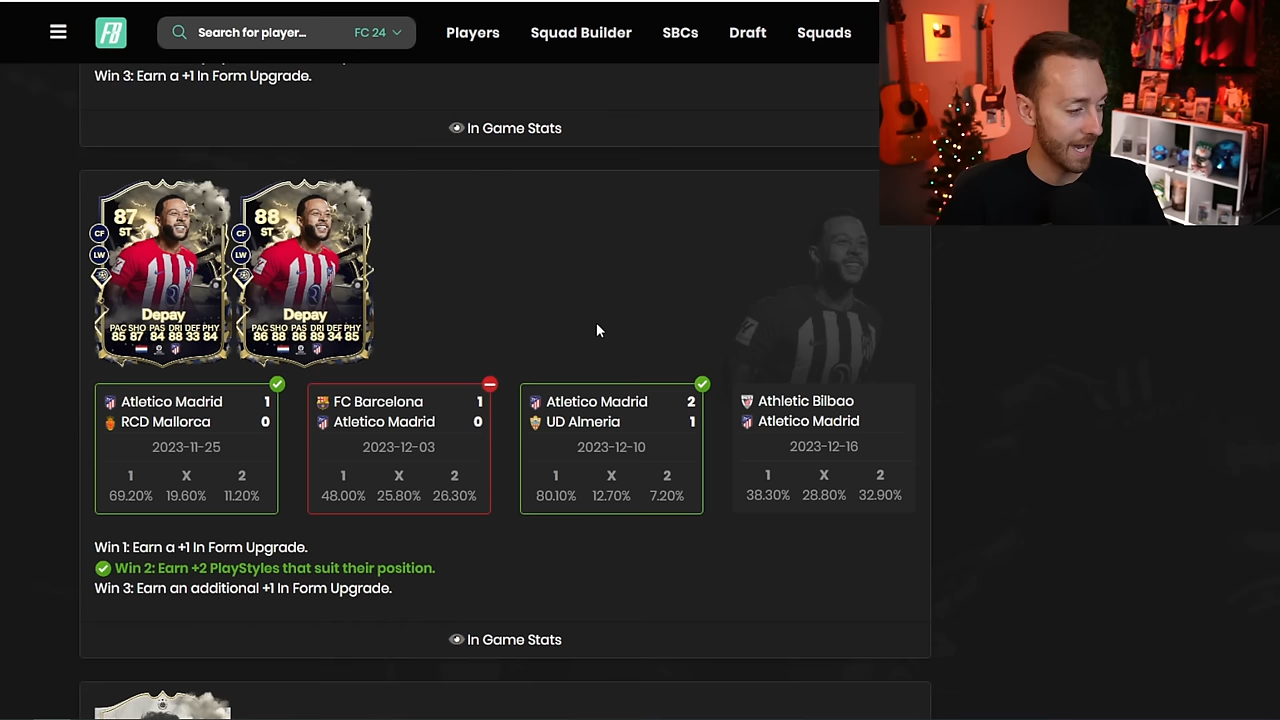 FB
Search for player...
FC 24
Players
Squad Builder
SBCs
Draft
Squads
Win 3: Earn a +1 In Form Upgrade.
In Game Stats
87
ST
CF
LW
Depay
PAC SHO PAS DRI DEF PHY
85 87 84 88 33 84
88
ST
CF
LW
Depay
PAC SHO PAS DRI DEF PHY
86 88 86 89 34 85
Atletico Madrid 1
RCD Mallorca 0
2023-11-25
1 X 2
69.20% 19.60% 11.20%
FC Barcelona 1
Atletico Madrid 0
2023-12-03
1 X 2
48.00% 25.80% 26.30%
Atletico Madrid 2
UD Almeria 1
2023-12-10
1 X 2
80.10% 12.70% 7.20%
Athletic Bilbao
Atletico Madrid
2023-12-16
1 X 2
38.30% 28.80% 32.90%
Win 1: Earn a +1 In Form Upgrade.
Win 2: Earn +2 PlayStyles that suit their position.
Win 3: Earn an additional +1 In Form Upgrade.
In Game Stats